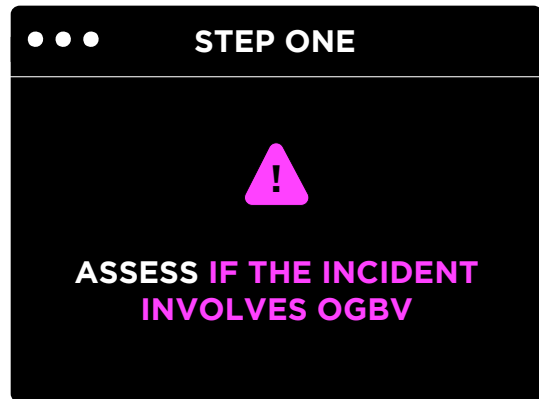 STEP ONE
!
ASSESS IF THE INCIDENT
INVOLVES OGBV